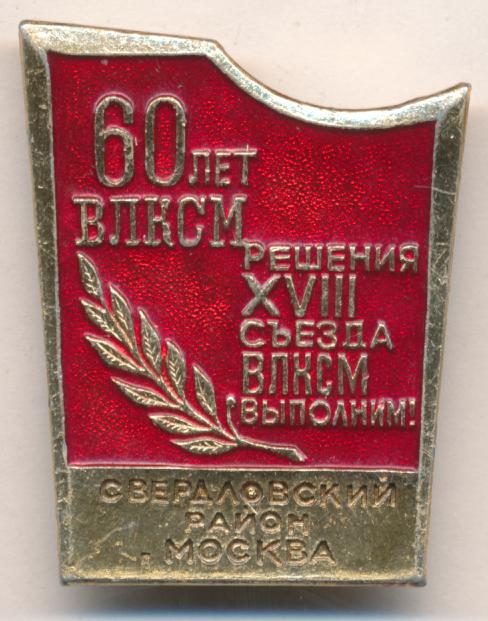 60 ЛЕТ
ВЛКСМ
РЕШЕНИЯ
XVIII
СЪЕЗДА
ВЛКСМ
ВЫПОЛНИМ!
СВЕРДЛОВСКИЙ
РАЙОН
г. МОСКВА